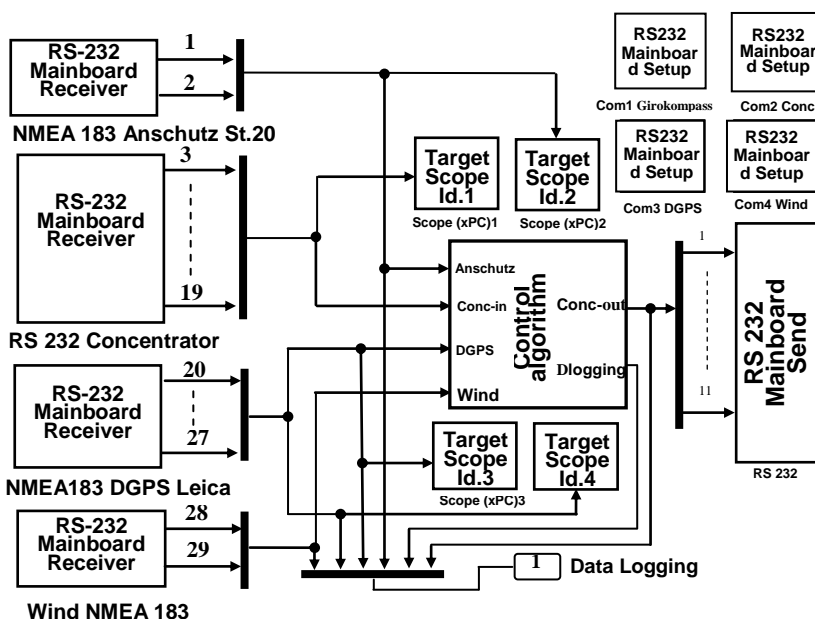 RS-232
Mainboard
Receiver
1
2
NMEA 183 Anschutz St.20
RS-232
Mainboard
Receiver
3
19
RS 232 Concentrator
RS-232
Mainboard
Receiver
20
27
NMEA183 DGPS Leica
RS-232
Mainboard
Receiver
28
29
Wind NMEA 183
Target
Scope
Id.1
Scope (xPC)1
Target
Scope
Id.2
Scope (xPC)2
RS232
Mainboar
d Setup
Com1 Girokompass
RS232
Mainboar
d Setup
Com2 Conc
RS232
Mainboar
d Setup
Com3 DGPS
RS232
Mainboar
d Setup
Com4 Wind
Anschutz
Conc-in
DGPS
Wind
Control
algorithm
Conc-out
Dlogging
1
11
RS 232
Mainboard
Send
RS 232
Target
Scope
Id.3
Scope (xPC)3
Target
Scope
Id.4
1
Data Logging